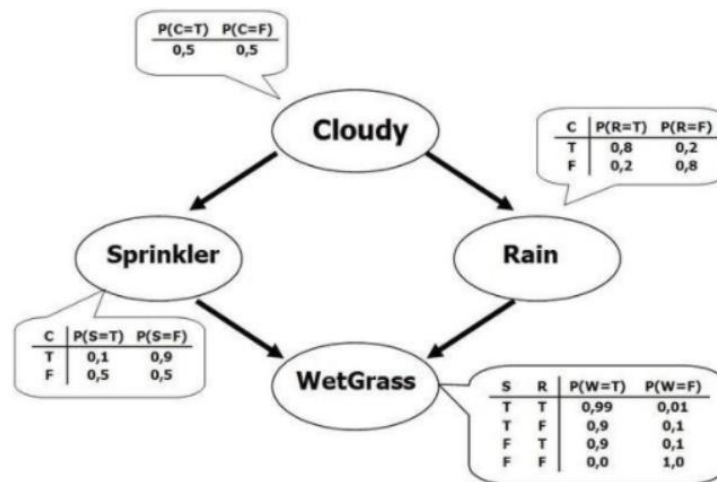 P(C=T) P(C=F)
0,5 0,5
Cloudy
C P(R=T) P(R=F)
T 0,8 0,2
F 0,2 0,8
Sprinkler
Rain
C P(S=T) P(S=F)
T 0,1 0,9
F 0,5 0,5
WetGrass
S R P(W=T) P(W=F)
T T 0,99 0,01
T F 0,9 0,1
F T 0,9 0,1
F F 0,0 1,0